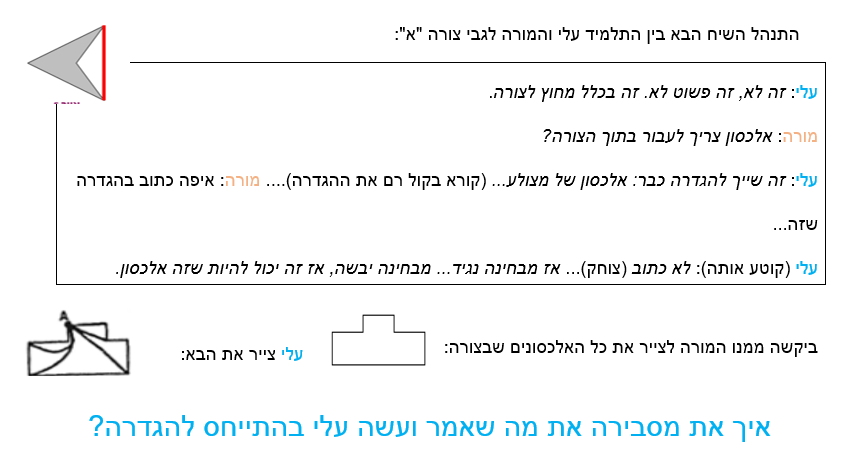 התנהל השיח הבא בין התלמיד עלי והמורה לגבי צורה "א":
עלי: זה לא, זה פשוט לא. זה בכלל מחוץ לצורה.
מורה: אלכסון צריך לעבור בתוך הצורה?
עלי: זה שייך להגדרה כבר: אלכסון של מצולע... (קורא בקול רם את ההגדרה).... מורה: איפה כתוב בהגדרה
שזה...
עלי (קוטע אותה): לא כתוב (צוחק)... אז מבחינה נגיד... מבחינה יבשה, אז זה יכול להיות שזה אלכסון.
ביקשה ממנו המורה לצייר את כל האלכסונים שבצורה:
עלי צייר את הבא:
A
איך את מסבירה את מה שאמר ועשה עלי בהתייחס להגדרה?